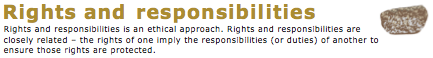 Rights and responsibilities
Rights and responsibilities is an ethical approach. Rights and responsibilities are
closely related – the rights of one imply the responsibilities (or duties) of another to
ensure those rights are protected.